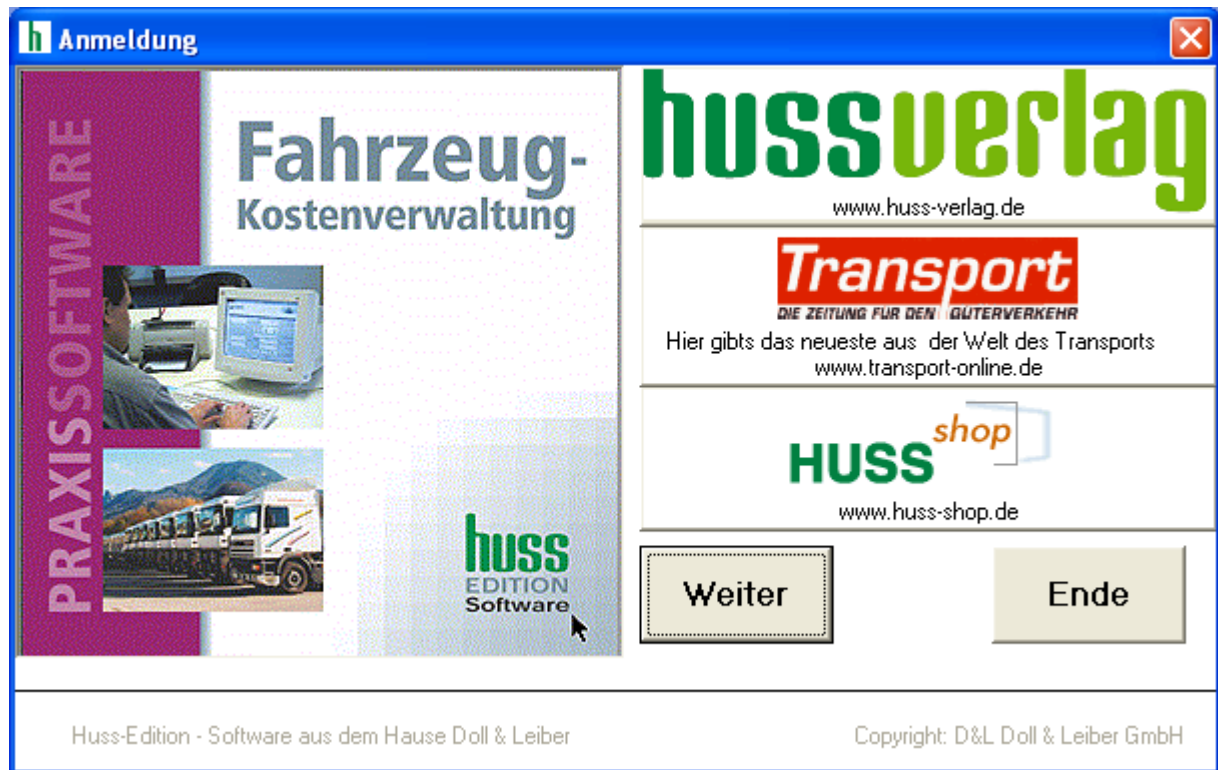 Anmeldung
PRAXISSOFTWARE
Fahrzeug-
Kostenverwaltung
huss
EDITION
Software
hussverlag
www.huss-verlag.de
Transport
DIE ZEITUNG FÜR DEN GÜTERVERKEHR
Hier gibts das neueste aus der Welt des Transports
www.transport-online.de
HUSS shop
www.huss-shop.de
Weiter
Ende
Huss-Edition - Software aus dem Hause Doll & Leiber
Copyright: D&L Doll & Leiber GmbH